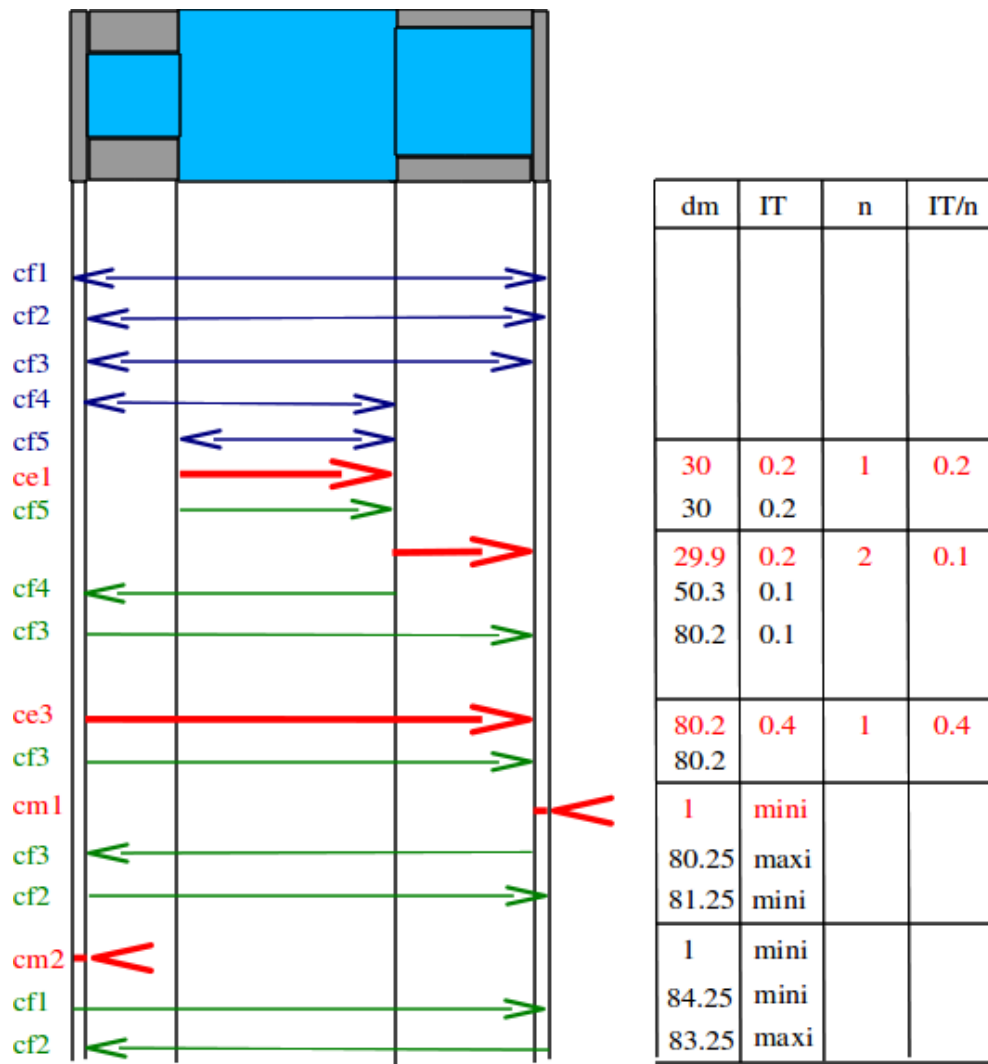 dm IT n IT/n
cf1
cf2
cf3
cf4
cf5
ce1 30 0.2 1 0.2
cf5 30 0.2
29.9 0.2 2 0.1
cf4 50.3 0.1
cf3 80.2 0.1
ce3 80.2 0.4 1 0.4
cf3 80.2
cm1 1 mini
cf3 80.25 maxi
cf2 81.25 mini
cm2 1 mini
cf1 84.25 mini
cf2 83.25 maxi